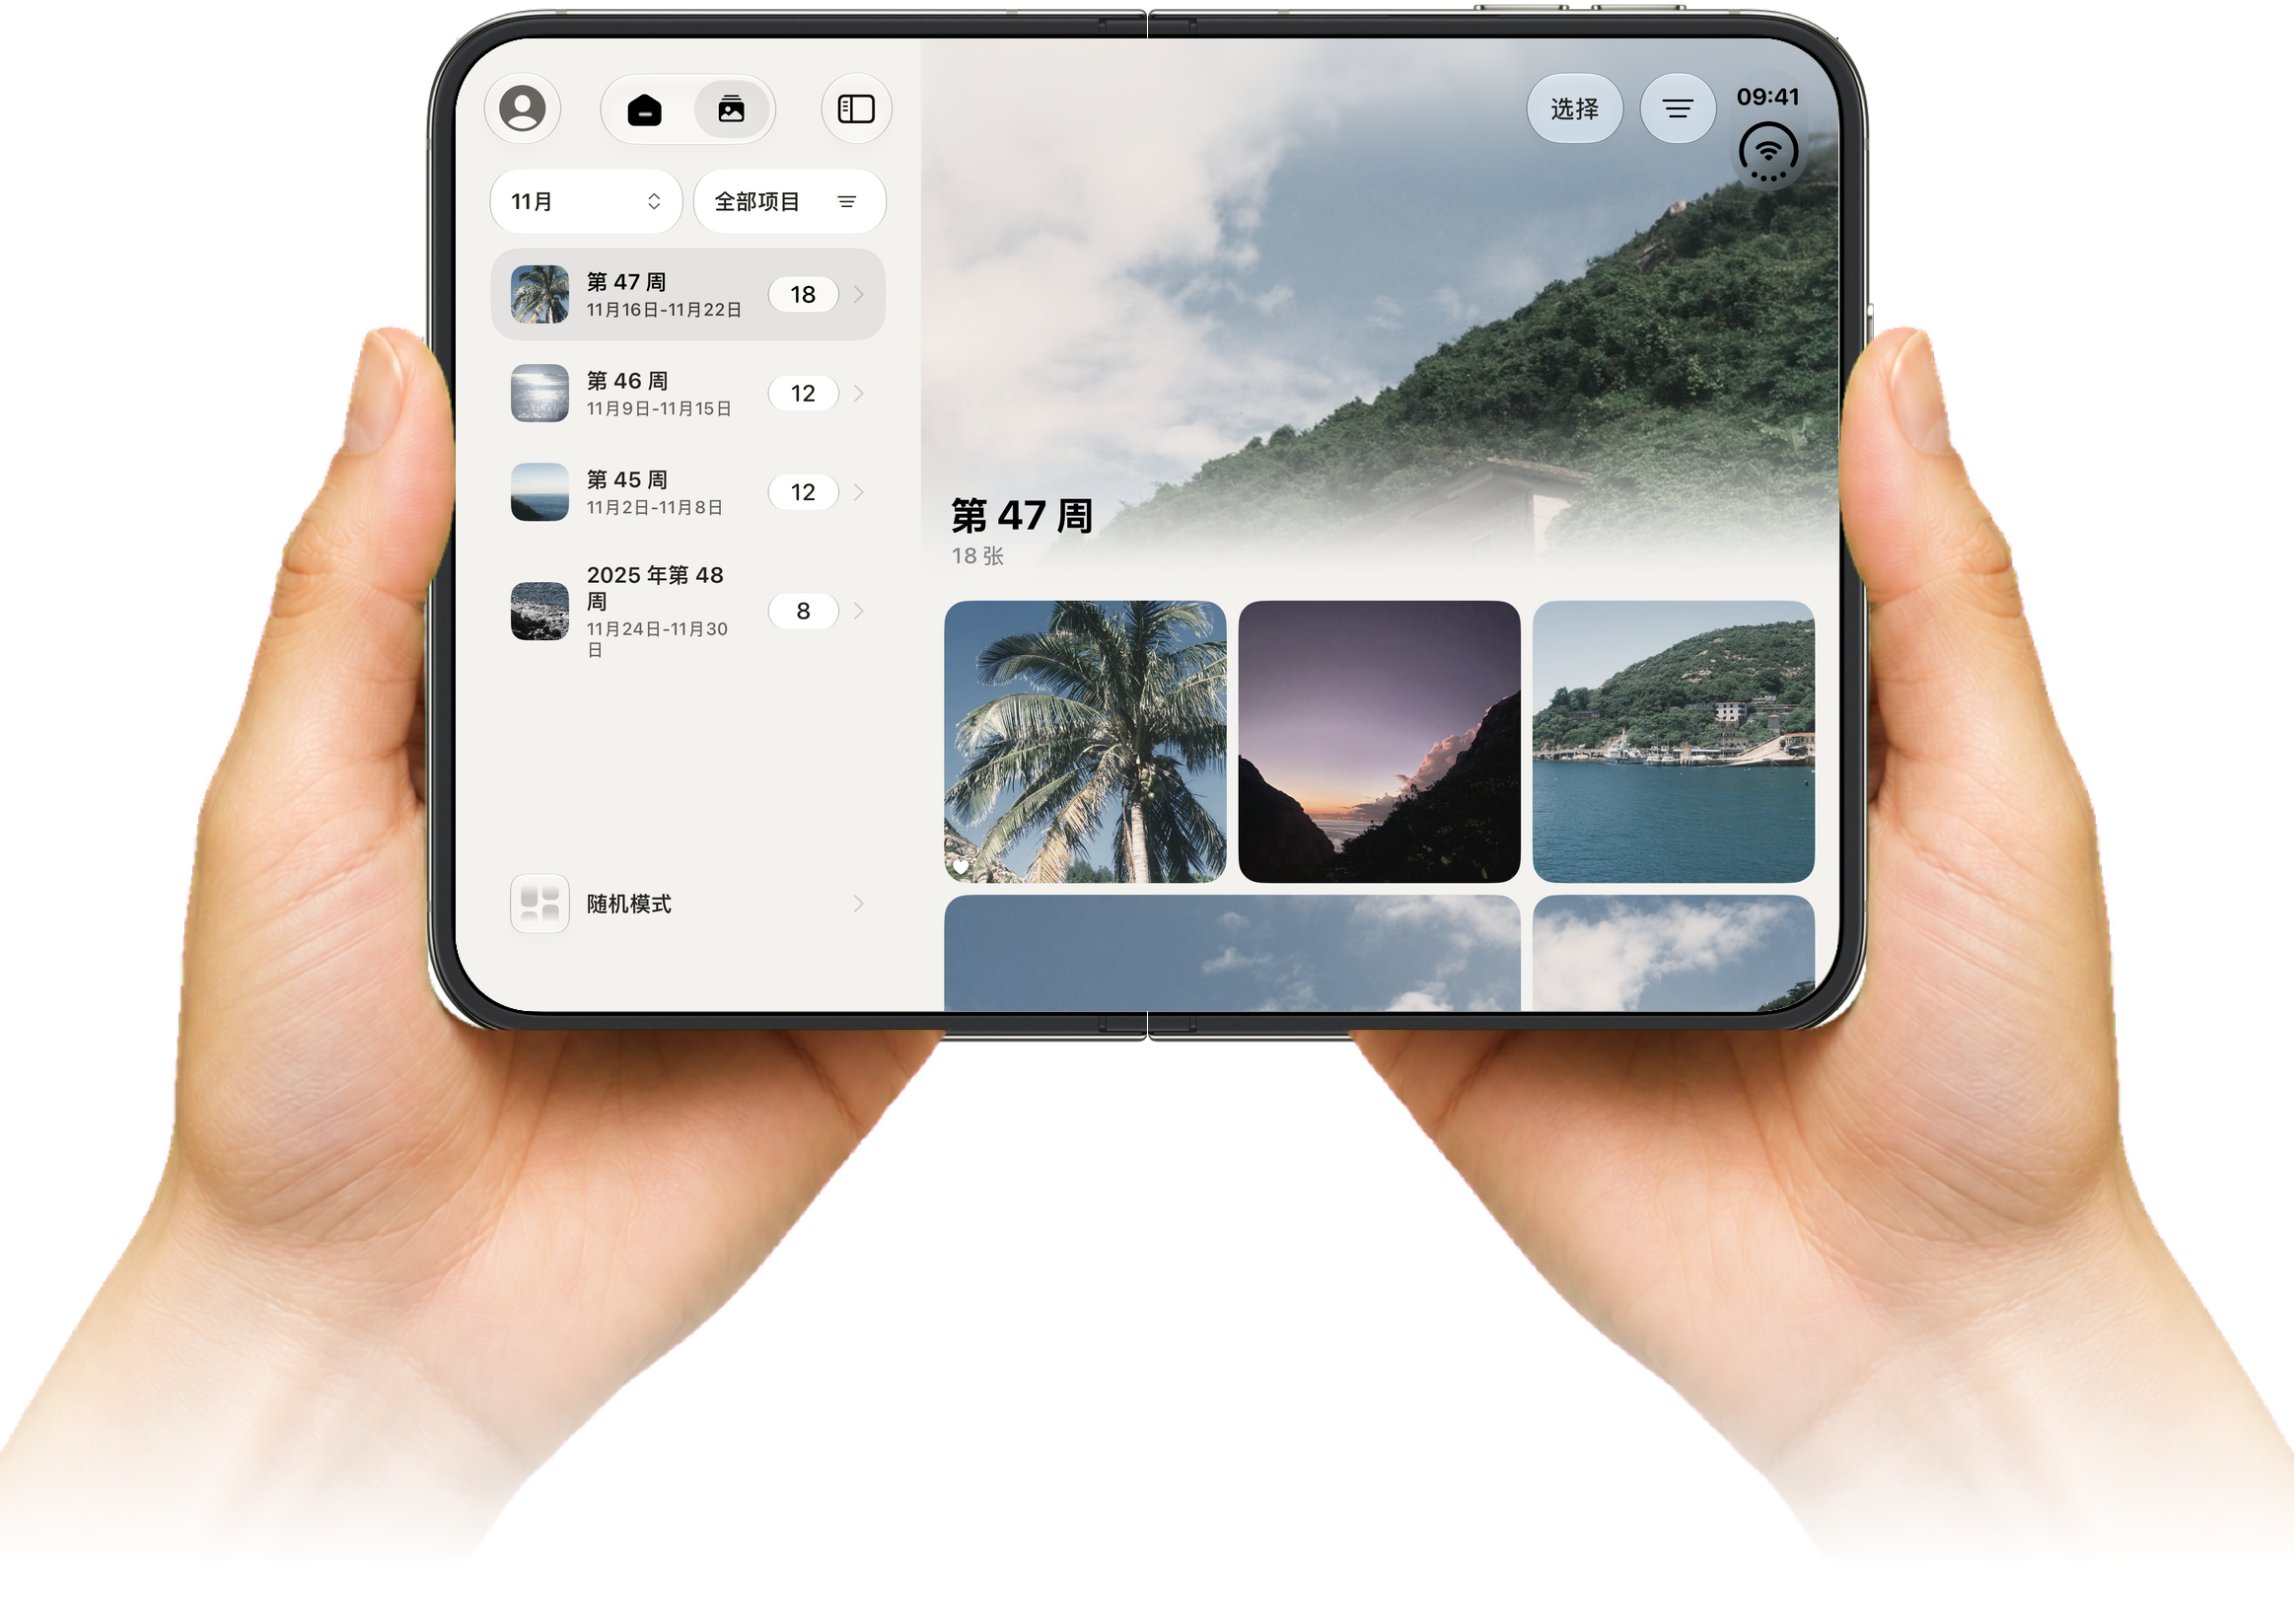 选择
09:41
11月
全部项目
第 47 周
11月16日-11月22日
18
第 46 周
11月9日-11月15日
12
第 45 周
11月2日-11月8日
12
2025 年第 48
周
11月24日-11月30
日
8
随机模式
第 47 周
18 张